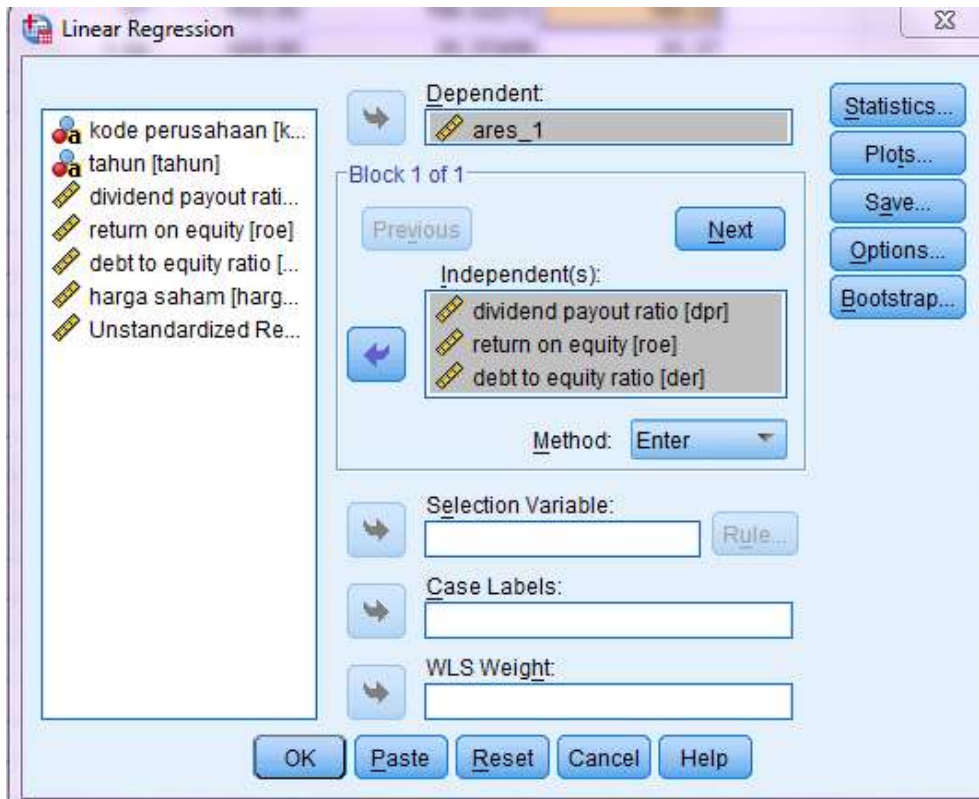 Linear Regression
kode perusahaan [k...
tahun [tahun]
dividend payout rati...
return on equity [roe]
debt to equity ratio [...
harga saham [harg...
Unstandardized Re...
Dependent:
ares_1
Block 1 of 1
Previous
Next
Independent(s):
dividend payout ratio [dpr]
return on equity [roe]
debt to equity ratio [der]
Method: Enter
Selection Variable:
Rule...
Case Labels:
WLS Weight:
Statistics...
Plots...
Save...
Options...
Bootstrap...
OK Paste Reset Cancel Help